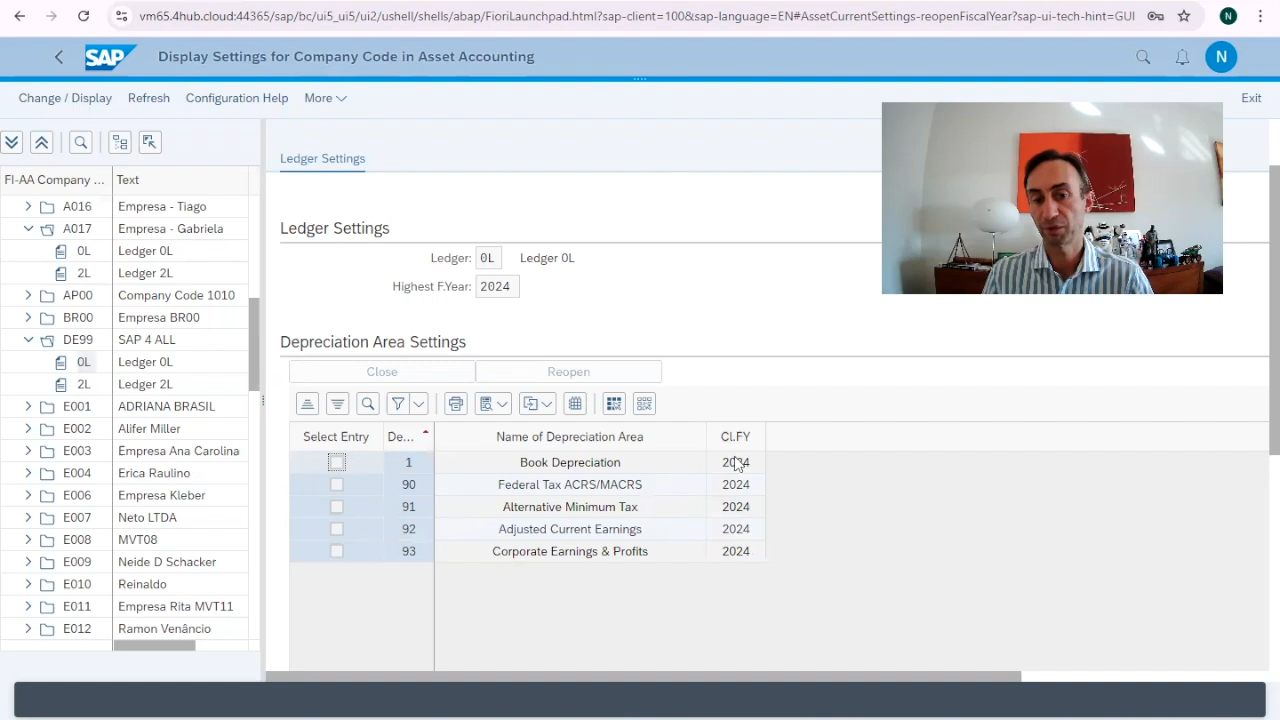 vm65.4hub.cloud:44365/sap/bc/ui5_ui5/ui2/ushell/shells/abap/FioriLaunchpad.html?sap-client=100&sap-language=EN#AssetCurrentSettings-reopenFiscalYear?sap-ui-tech-hint=GUI
N
SAP Display Settings for Company Code in Asset Accounting
N
Change / Display Refresh Configuration Help More Exit
Ledger Settings
FI-AA Company ... Text
A016 Empresa - Tiago
A017 Empresa - Gabriela
0L Ledger 0L
2L Ledger 2L
AP00 Company Code 1010
BR00 Empresa BR00
DE99 SAP 4 ALL
0L Ledger 0L
2L Ledger 2L
E001 ADRIANA BRASIL
E002 Alifer Miller
E003 Empresa Ana Carolina
E004 Erica Raulino
E006 Empresa Kleber
E007 Neto LTDA
E008 MVT08
E009 Neide D Schacker
E010 Reinaldo
E011 Empresa Rita MVT11
E012 Ramon Venâncio
Ledger Settings
Ledger: 0L Ledger 0L
Highest F.Year: 2024
Depreciation Area Settings
Close Reopen
Select Entry De... Name of Depreciation Area Cl.FY
1 Book Depreciation 2024
90 Federal Tax ACRS/MACRS 2024
91 Alternative Minimum Tax 2024
92 Adjusted Current Earnings 2024
93 Corporate Earnings & Profits 2024